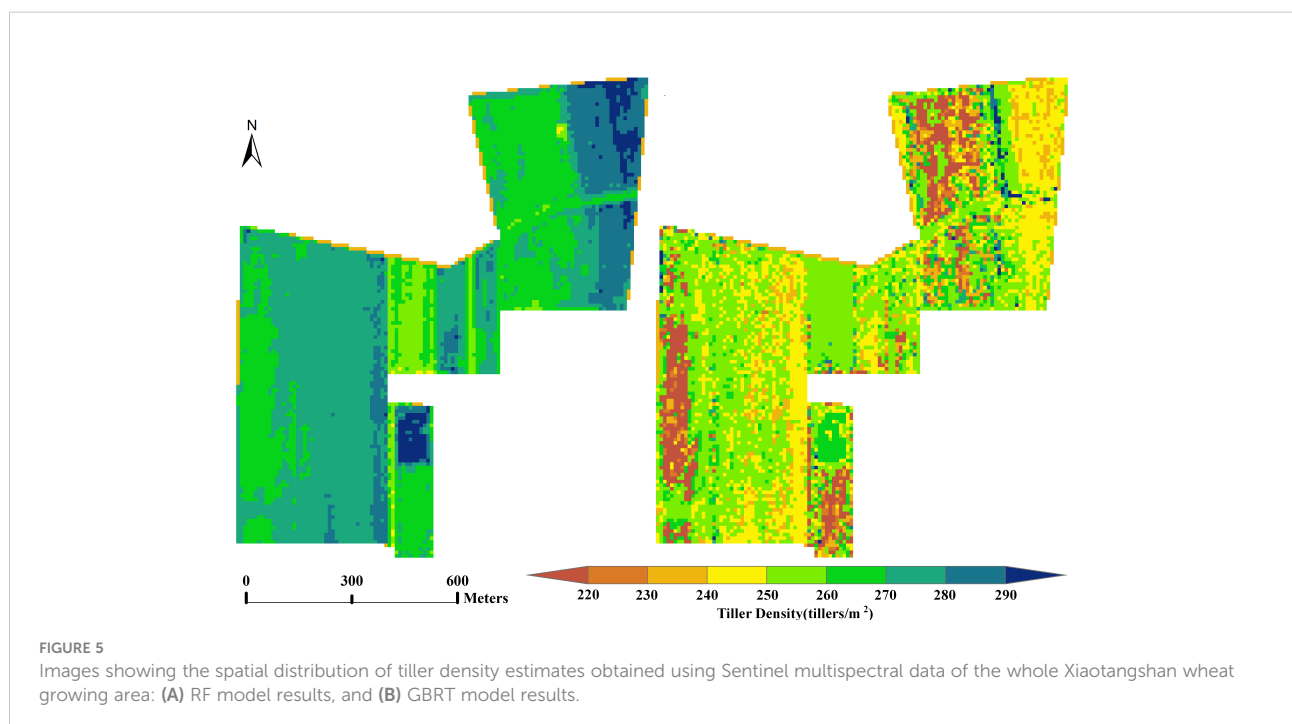 N
0 300 600
Meters
220 230 240 250 260 270 280 290
Tiller Density(tillers/m²)
FIGURE 5
Images showing the spatial distribution of tiller density estimates obtained using Sentinel multispectral data of the whole Xiaotangshan wheat
growing area: (A) RF model results, and (B) GBRT model results.